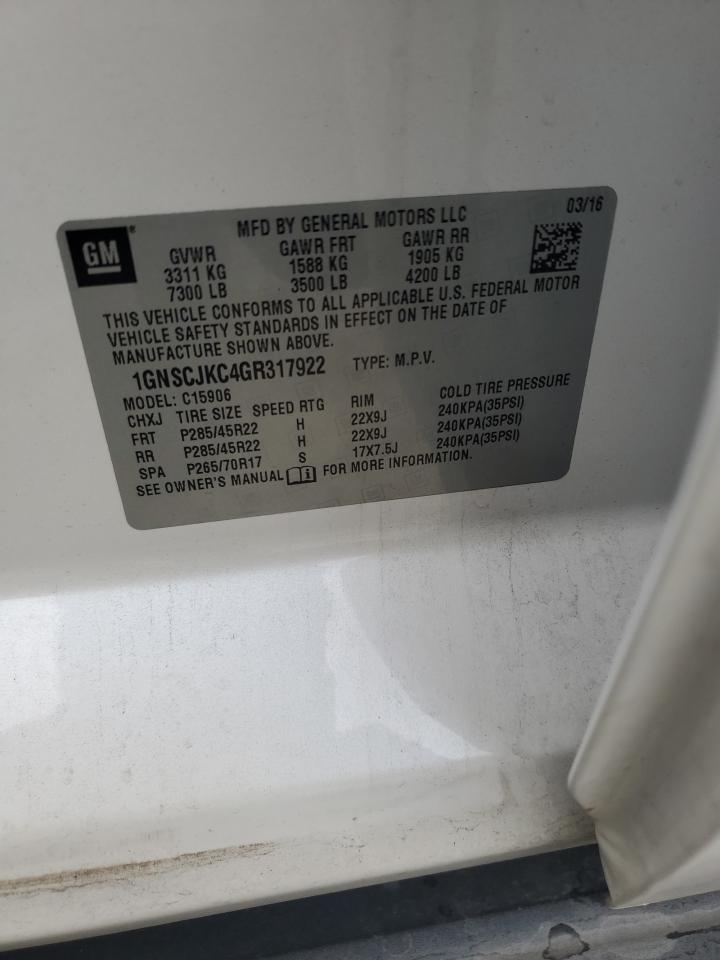 GM
MFD BY GENERAL MOTORS LLC 03/16
GVWR GAWR FRT GAWR RR
3311 KG 1588 KG 1905 KG
7300 LB 3500 LB 4200 LB
THIS VEHICLE CONFORMS TO ALL APPLICABLE U.S. FEDERAL MOTOR
VEHICLE SAFETY STANDARDS IN EFFECT ON THE DATE OF
MANUFACTURE SHOWN ABOVE.
1GNSCJKC4GR317922 TYPE: M.P.V.
MODEL: C15906
CHXJ TIRE SIZE SPEED RTG RIM COLD TIRE PRESSURE
FRT P285/45R22 H 22X9J 240KPA(35PSI)
RR P285/45R22 H 22X9J 240KPA(35PSI)
SPA P265/70R17 S 17X7.5J 240KPA(35PSI)
SEE OWNER'S MANUAL FOR MORE INFORMATION.